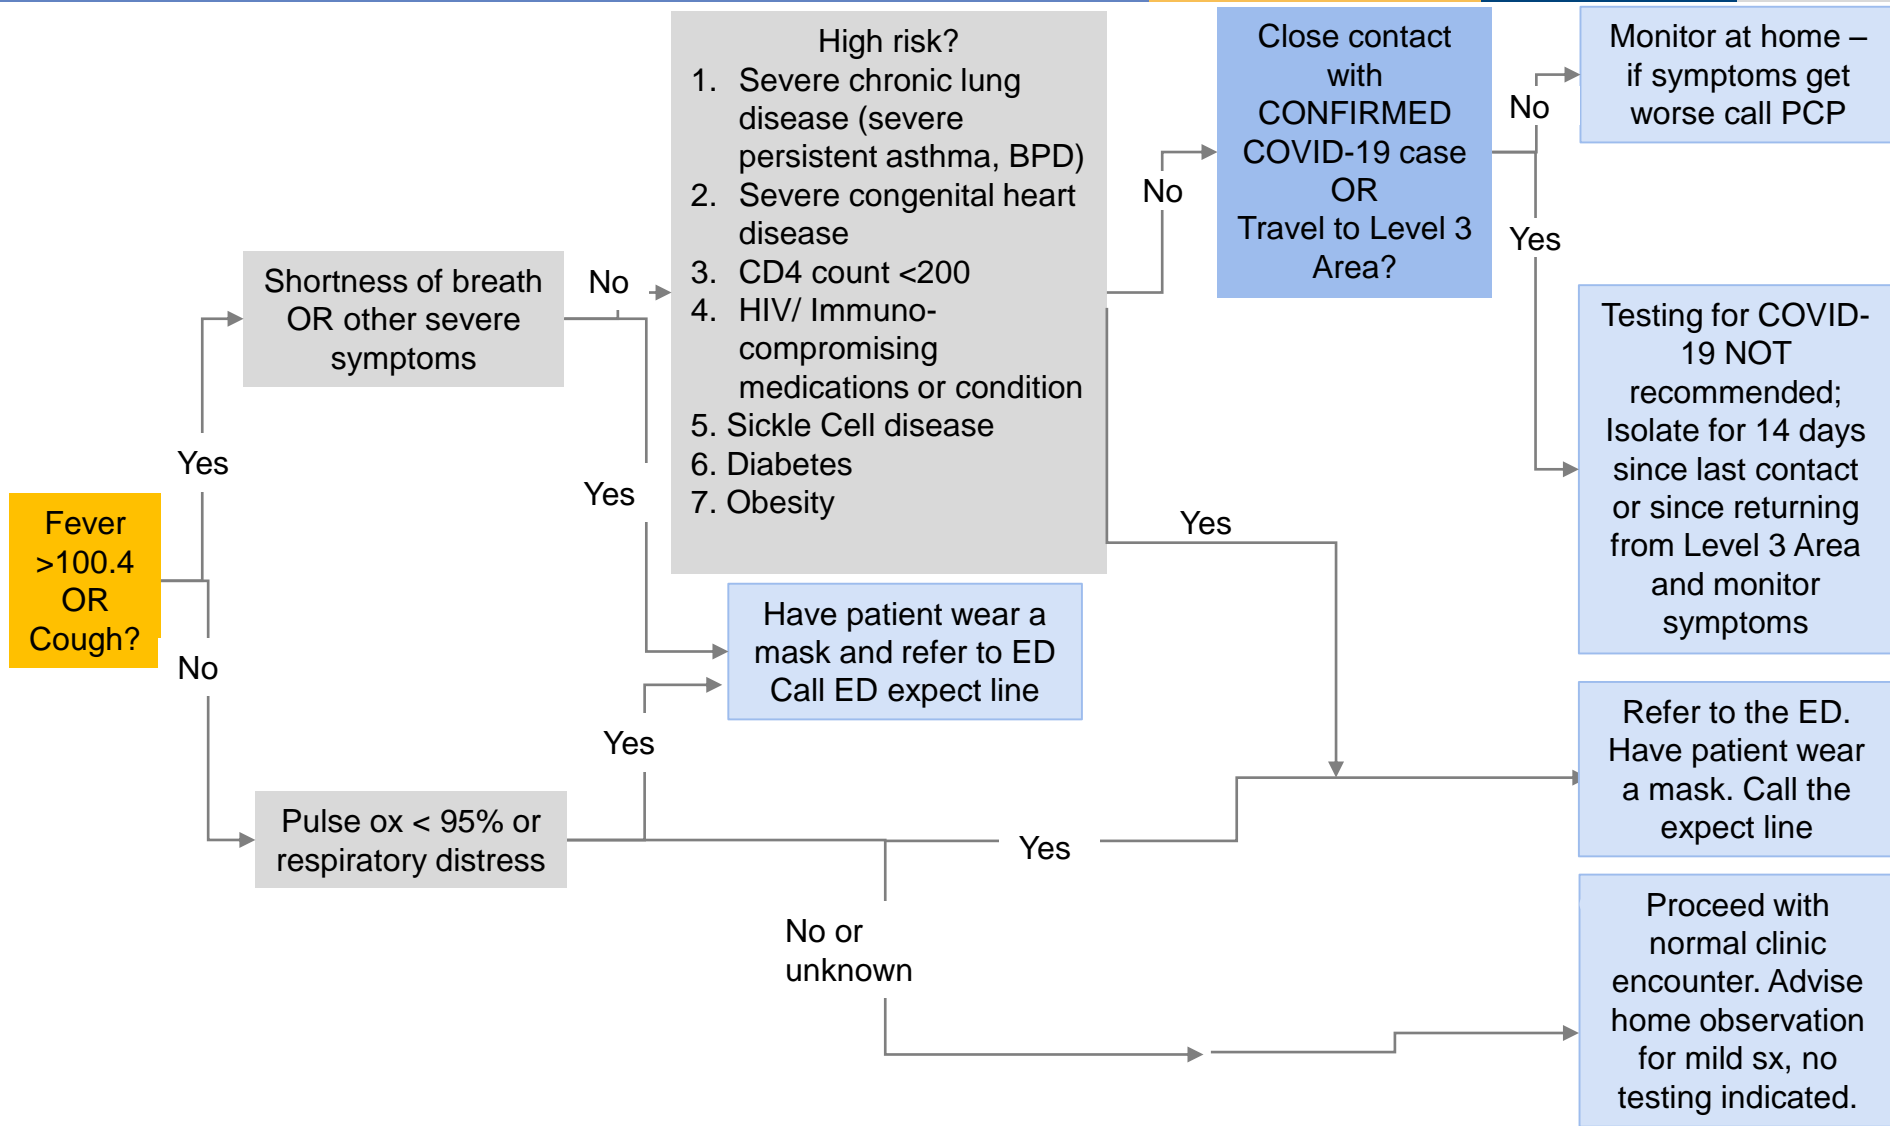 Fever
>100.4
OR
Cough?
Yes
No
Shortness of breath
OR other severe
symptoms
No
Yes
Pulse ox < 95% or
respiratory distress
Yes
Yes
No or
unknown
High risk?
1. Severe chronic lung
disease (severe
persistent asthma, BPD)
2. Severe congenital heart
disease
3. CD4 count <200
4. HIV/ Immuno-
compromising
medications or condition
5. Sickle Cell disease
6. Diabetes
7. Obesity
No
Yes
Have patient wear a
mask and refer to ED
Call ED expect line
Close contact
with
CONFIRMED
COVID-19 case
OR
Travel to Level 3
Area?
No
Yes
Monitor at home –
if symptoms get
worse call PCP
Testing for COVID-
19 NOT
recommended;
Isolate for 14 days
since last contact
or since returning
from Level 3 Area
and monitor
symptoms
Refer to the ED.
Have patient wear
a mask. Call the
expect line
Proceed with
normal clinic
encounter. Advise
home observation
for mild sx, no
testing indicated.